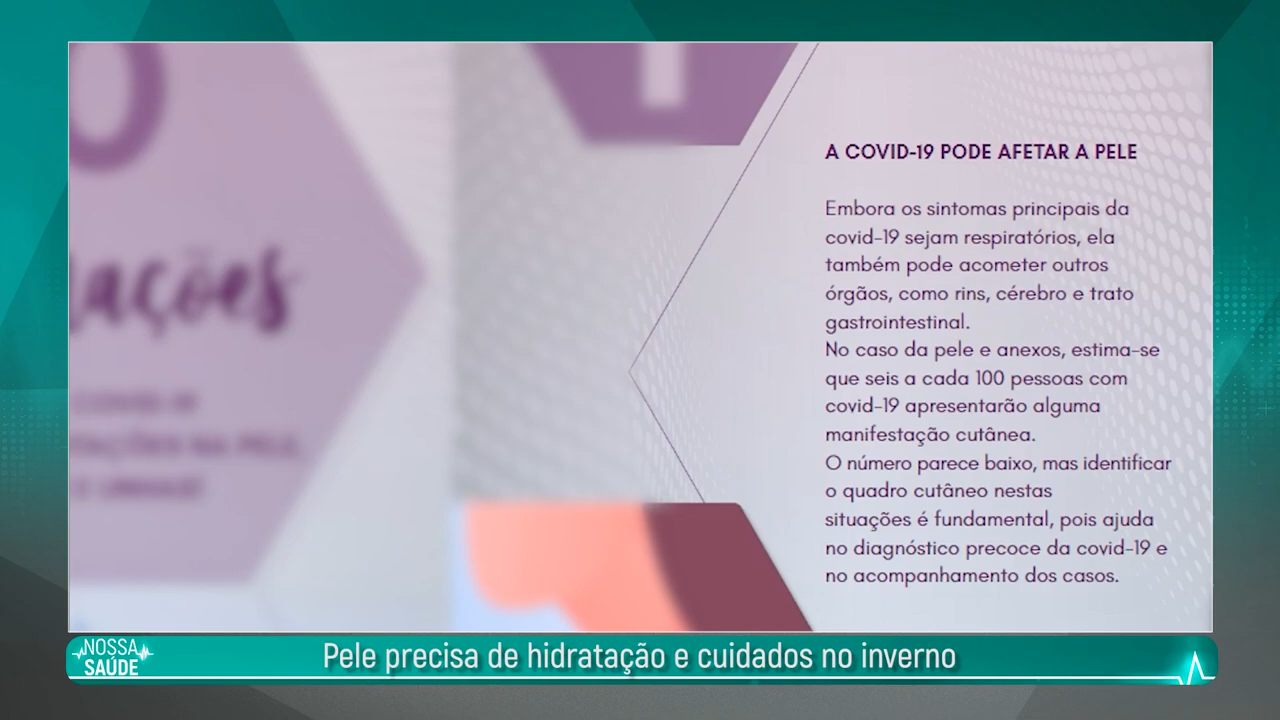 A COVID-19 PODE AFETAR A PELE
Embora os sintomas principais da
covid-19 sejam respiratórios, ela
também pode acometer outros
órgãos, como rins, cérebro e trato
gastrointestinal.
No caso da pele e anexos, estima-se
que seis a cada 100 pessoas com
covid-19 apresentarão alguma
manifestação cutânea.
O número parece baixo, mas identificar
o quadro cutâneo nestas
situações é fundamental, pois ajuda
no diagnóstico precoce da covid-19 e
no acompanhamento dos casos.
NOSSA
SAÚDE
Pele precisa de hidratação e cuidados no inverno